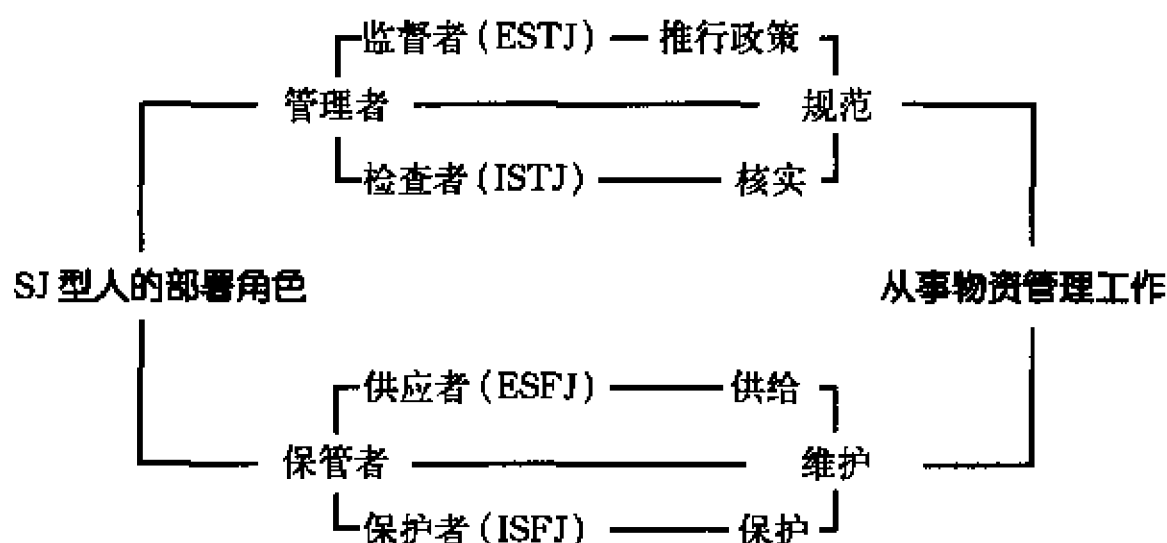 监督者(ESTJ) — 推行政策
管理者 规范
检查者(ISTJ) — 核实
SJ 型人的部署角色 从事物资管理工作
供应者(ESFJ) — 供给
保管者 维护
保护者(ISFJ) — 保护